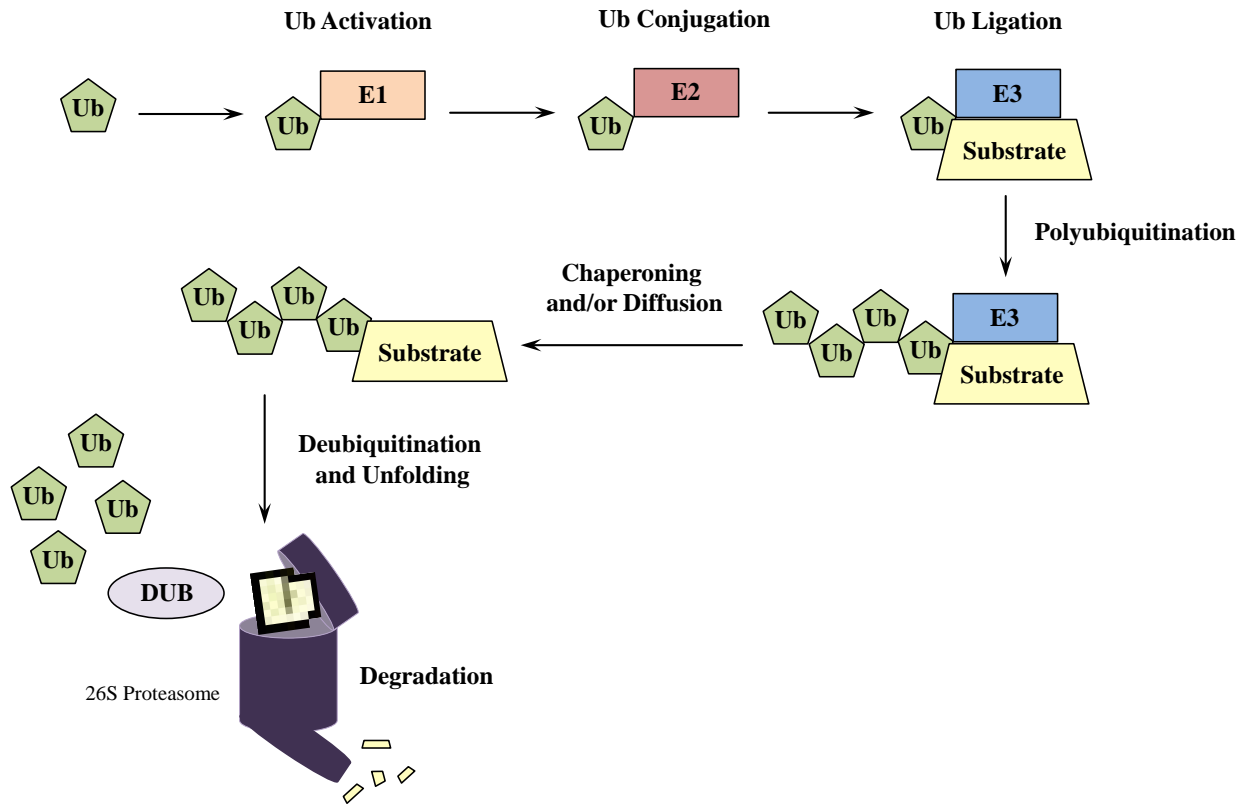 Ub Activation
Ub Conjugation
Ub Ligation
Ub
Ub
E1
Ub
E2
Ub
E3
Substrate
Polyubiquitination
Chaperoning
and/or Diffusion
Ub
Ub
Ub
Ub
Substrate
Ub
Ub
Ub
Ub
E3
Substrate
Deubiquitination
and Unfolding
Ub
Ub
Ub
Ub
DUB
26S Proteasome
Degradation